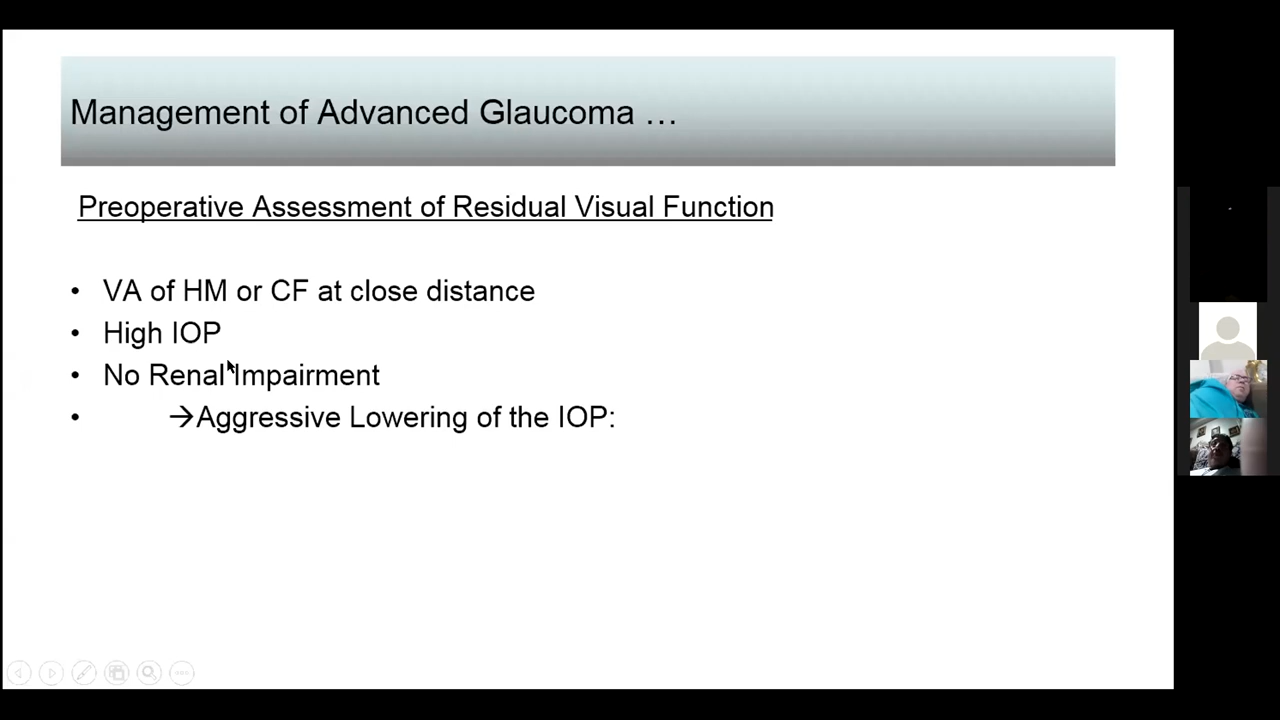 Management of Advanced Glaucoma …
Preoperative Assessment of Residual Visual Function
• VA of HM or CF at close distance
• High IOP
• No Renal Impairment
• →Aggressive Lowering of the IOP: